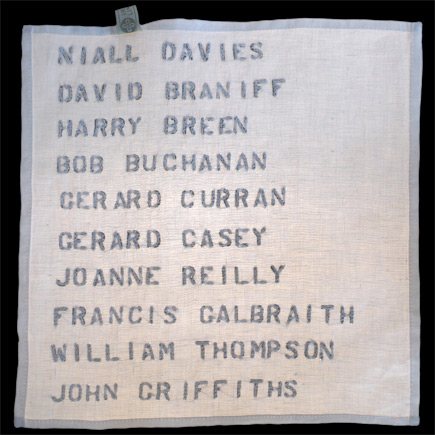 NIALL DAVIES
DAVID BRANIFF
HARRY BREEN
BOB BUCHANAN
GERARD CURRAN
GERARD CASEY
JOANNE REILLY
FRANCIS GALBRAITH
WILLIAM THOMPSON
JOHN GRIFFITHS